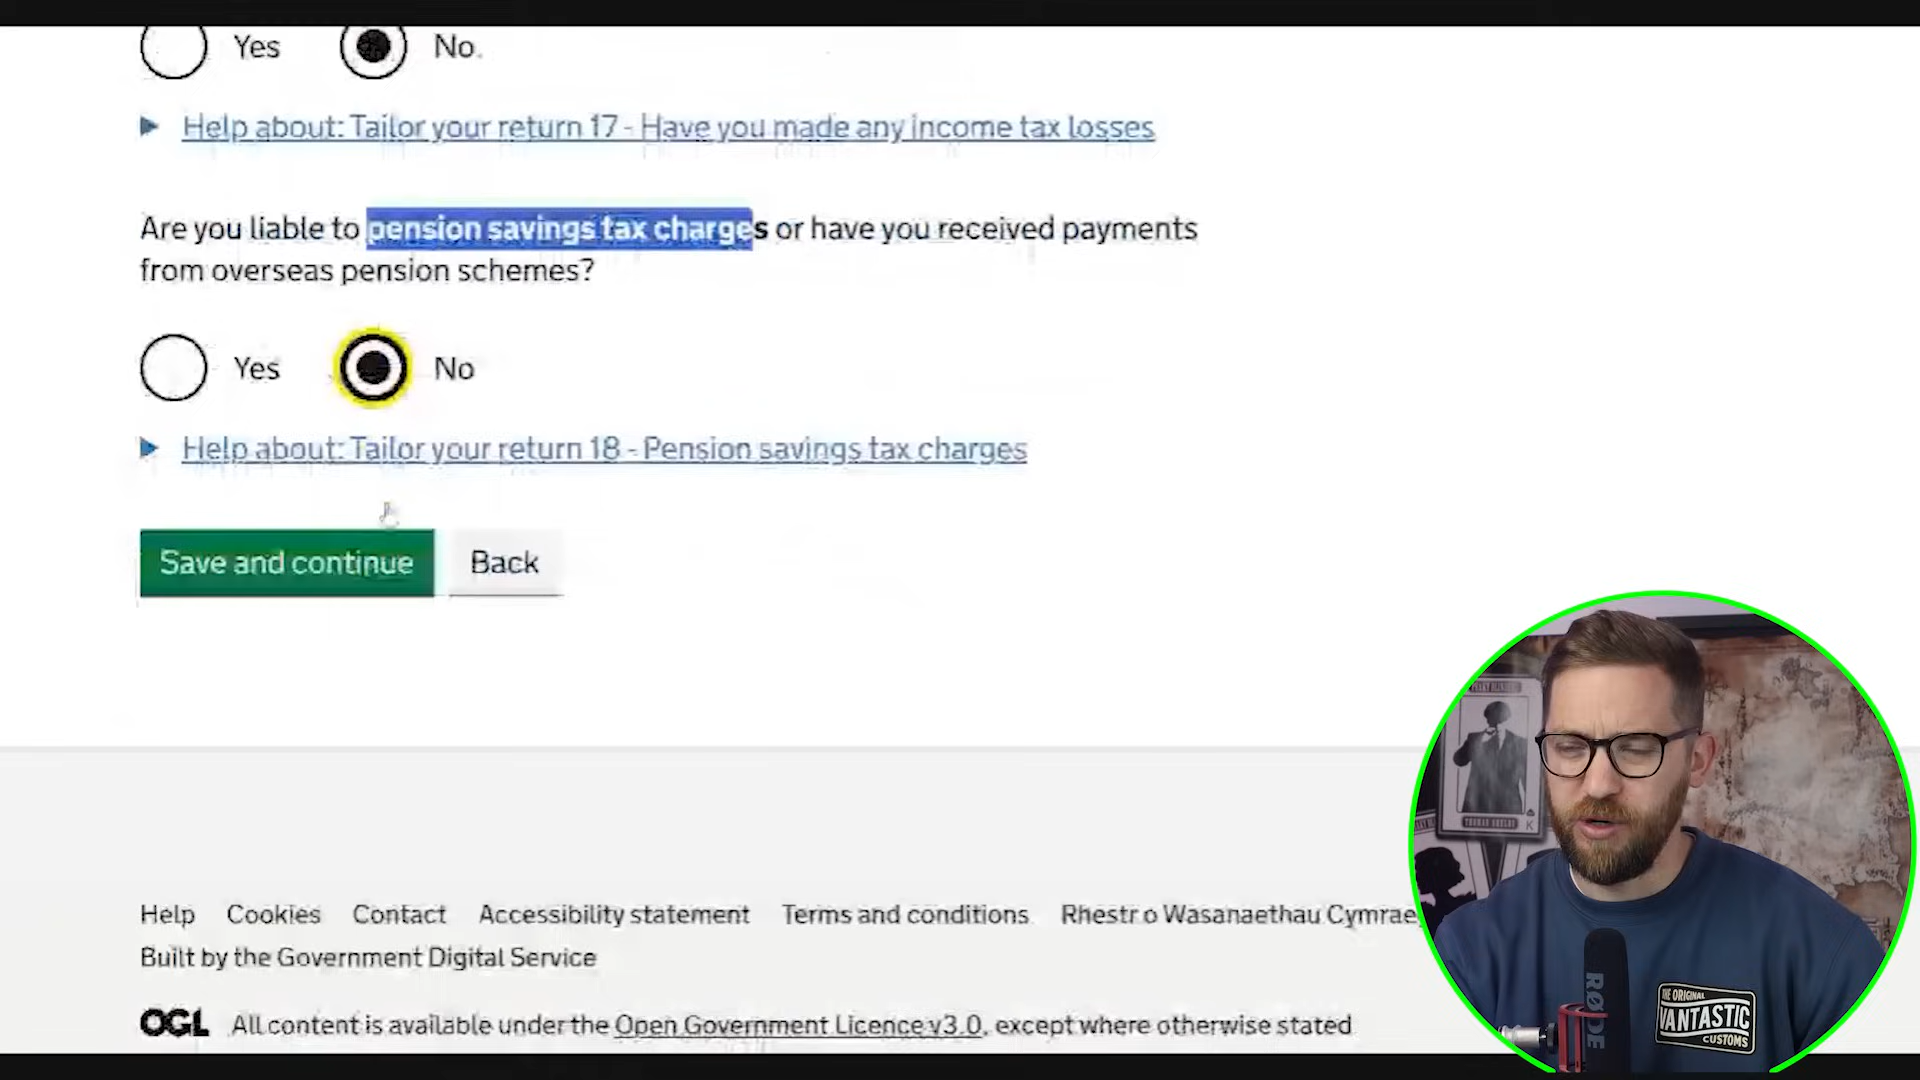 Yes No
Help about: Tailor your return 17 - Have you made any income tax losses
Are you liable to pension savings tax charges or have you received payments
from overseas pension schemes?
Yes No
Help about: Tailor your return 18 - Pension savings tax charges
Save and continue Back
Help Cookies Contact Accessibility statement Terms and conditions Rhestr o Wasanaethau
Built by the Government Digital Service
OGL All content is available under the Open Government Licence v3.0, except where otherwise stated
THOMAS SHELBY
K
RØDE
THE ORIGINAL
VANTASTIC
CUSTOMS